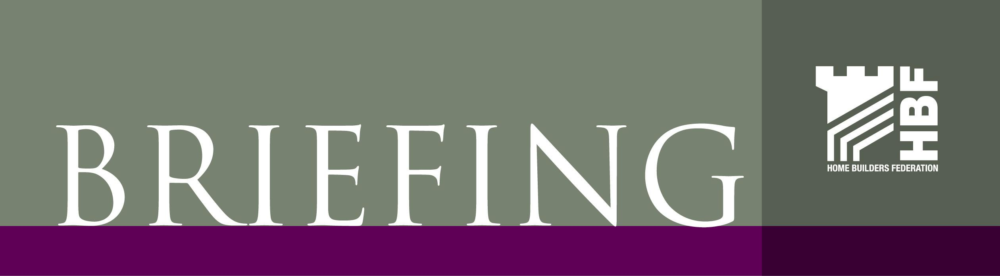 BRIEFING
HBF
HOME BUILDERS FEDERATION